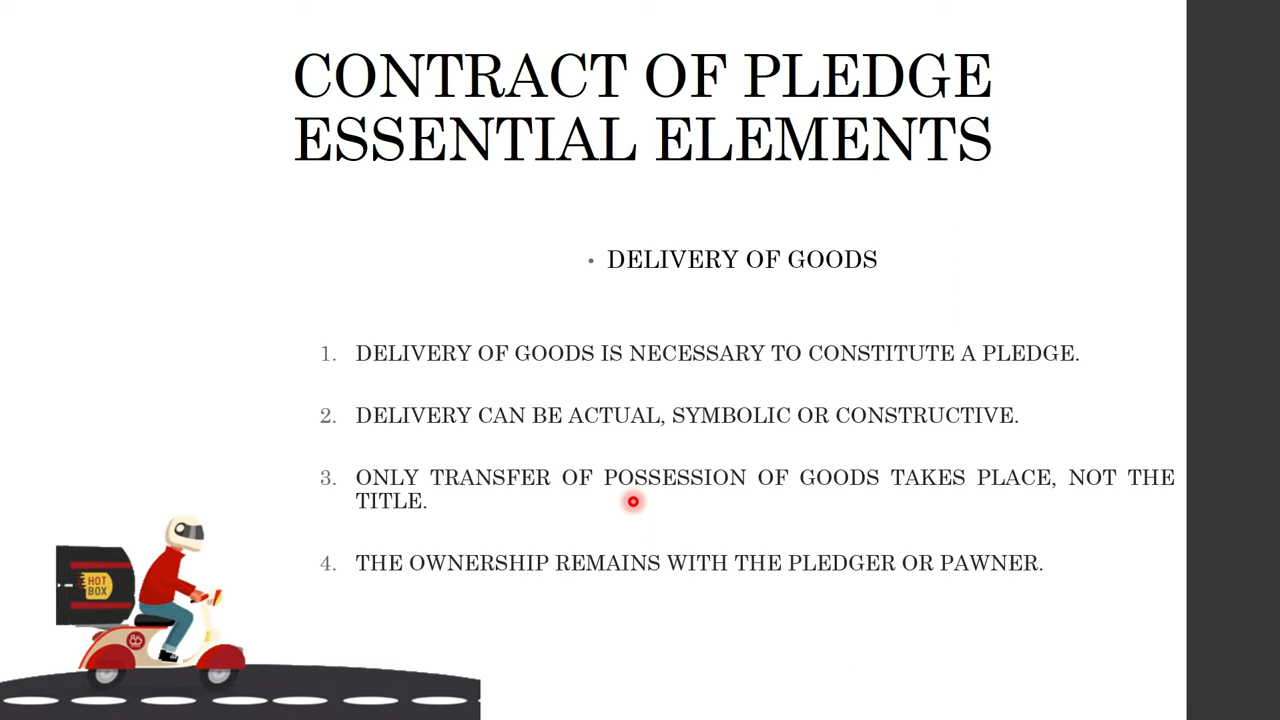 CONTRACT OF PLEDGE
ESSENTIAL ELEMENTS
• DELIVERY OF GOODS
1. DELIVERY OF GOODS IS NECESSARY TO CONSTITUTE A PLEDGE.
2. DELIVERY CAN BE ACTUAL, SYMBOLIC OR CONSTRUCTIVE.
3. ONLY TRANSFER OF POSSESSION OF GOODS TAKES PLACE, NOT THE
TITLE.
4. THE OWNERSHIP REMAINS WITH THE PLEDGER OR PAWNER.
HOT
BOX